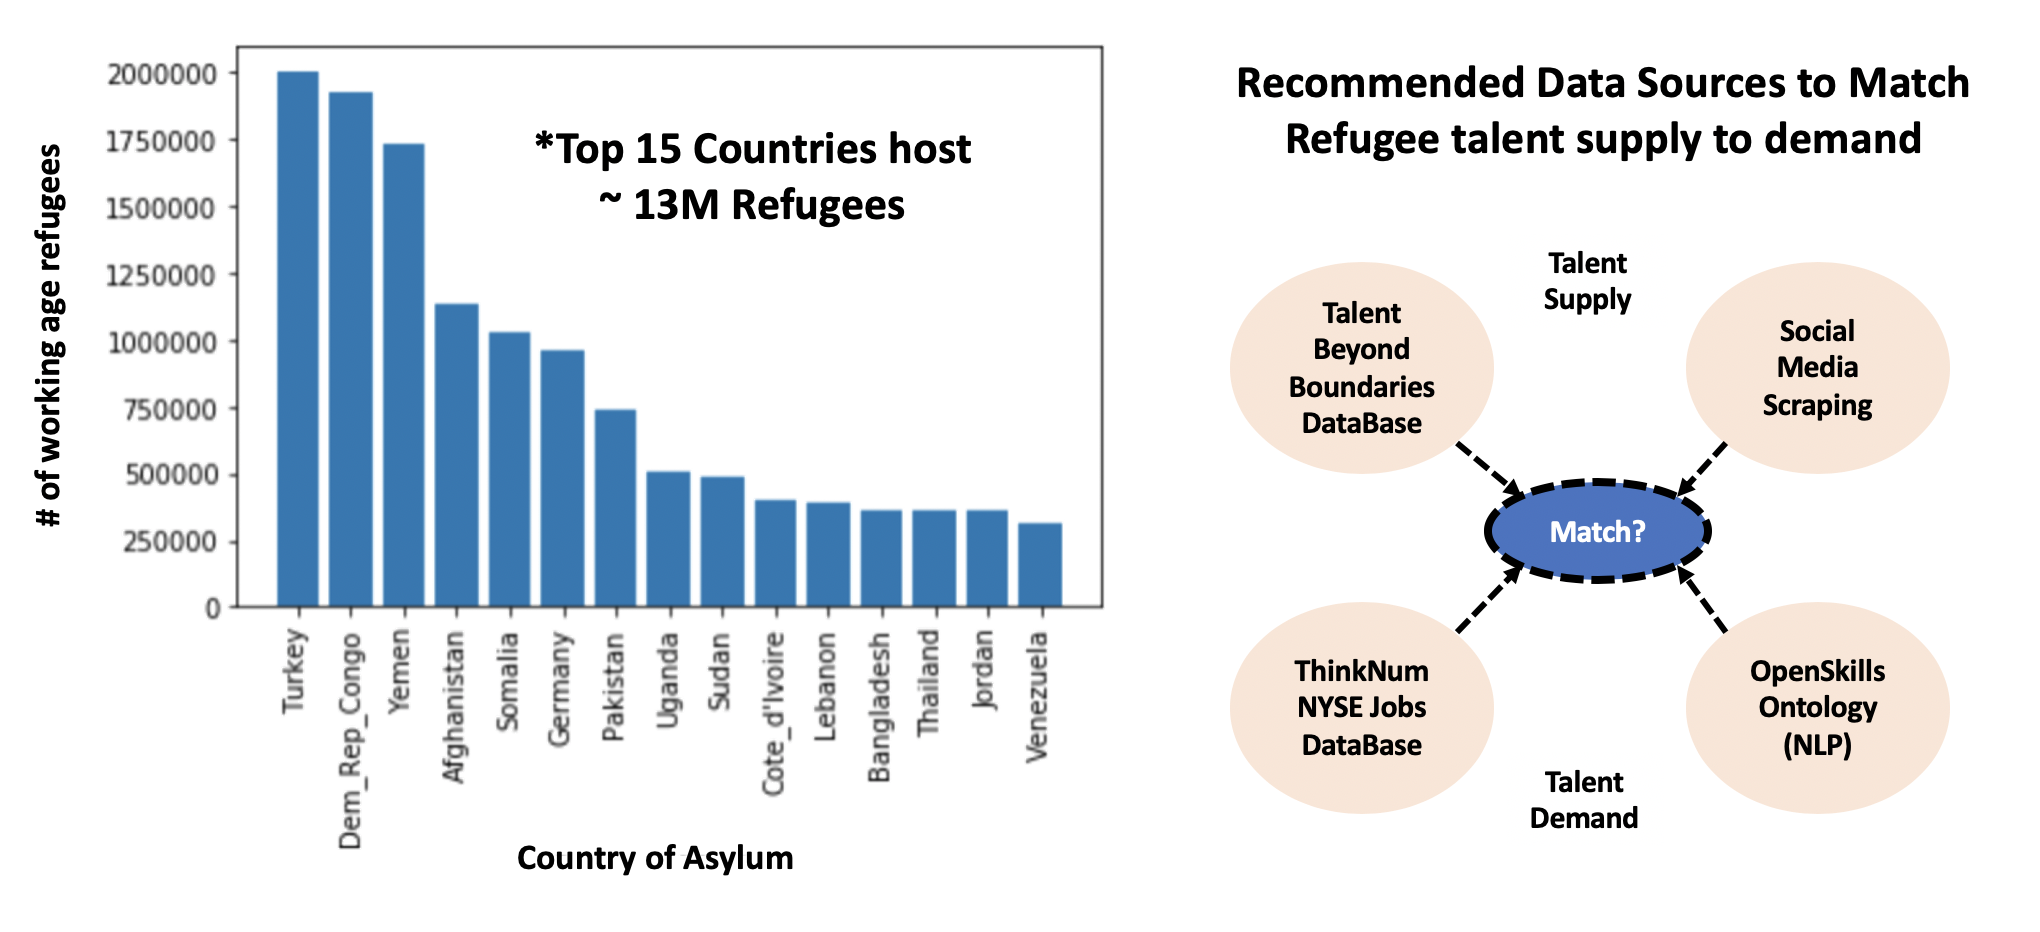 # of working age refugees
2000000
1750000
1500000
1250000
1000000
750000
500000
250000
0
*Top 15 Countries host
~ 13M Refugees
Turkey
Dem_Rep_Congo
Yemen
Afghanistan
Somalia
Germany
Pakistan
Uganda
Sudan
Cote_d'Ivoire
Lebanon
Bangladesh
Thailand
Jordan
Venezuela
Country of Asylum
Recommended Data Sources to Match
Refugee talent supply to demand
Talent
Supply
Talent
Beyond
Boundaries
DataBase
Social
Media
Scraping
Match?
ThinkNum
NYSE Jobs
DataBase
OpenSkills
Ontology
(NLP)
Talent
Demand